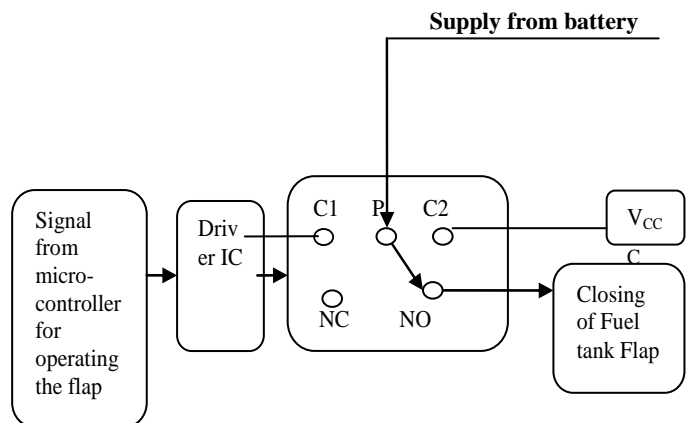 Supply from battery
C1 P C2
V_CC
C
Signal
from
micro-
controller
for
operating
the flap
Driv
er IC
NC NO
Closing
of Fuel
tank Flap